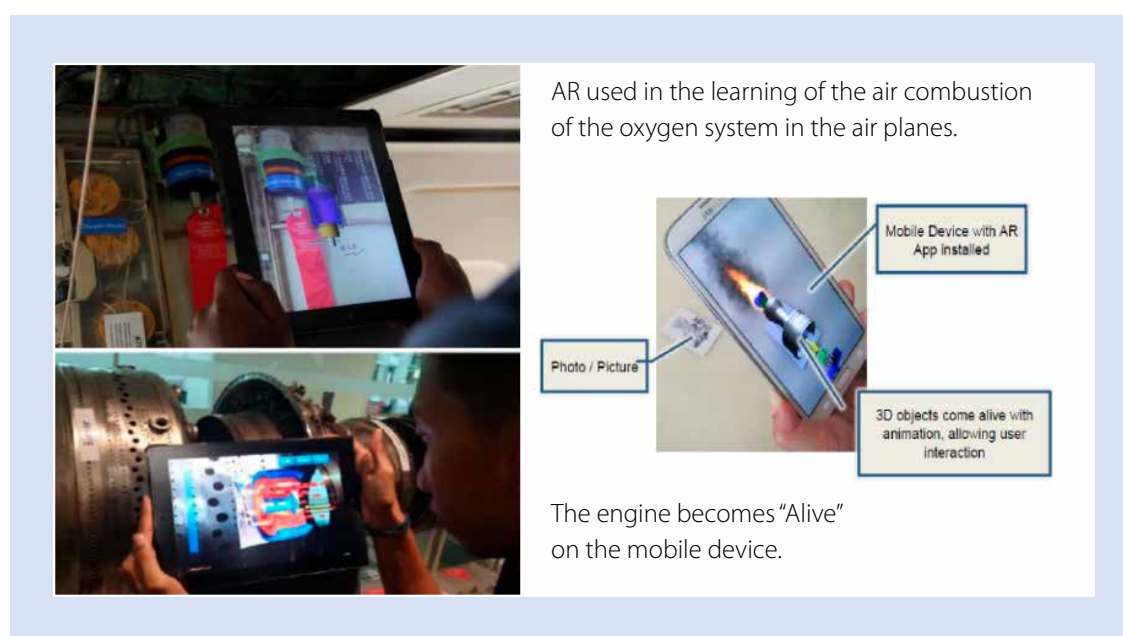 AR used in the learning of the air combustion
of the oxygen system in the air planes.
Mobile Device with AR
App Installed
Photo / Picture
3D objects come alive with
animation, allowing user
interaction
The engine becomes “Alive”
on the mobile device.